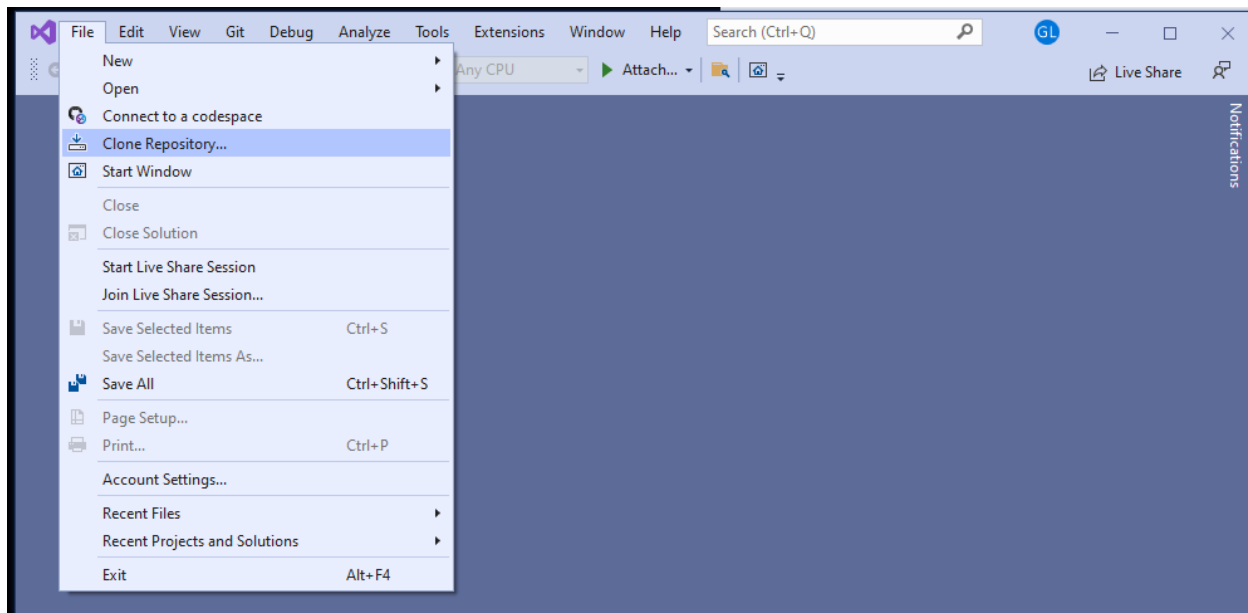 File Edit View Git Debug Analyze Tools Extensions Window Help Search (Ctrl+Q) GL
Any CPU Attach... Live Share
New
Open
Connect to a codespace
Clone Repository...
Start Window
Close
Close Solution
Start Live Share Session
Join Live Share Session...
Save Selected Items Ctrl+S
Save Selected Items As...
Save All Ctrl+Shift+S
Page Setup...
Print... Ctrl+P
Account Settings...
Recent Files
Recent Projects and Solutions
Exit Alt+F4
Notifications